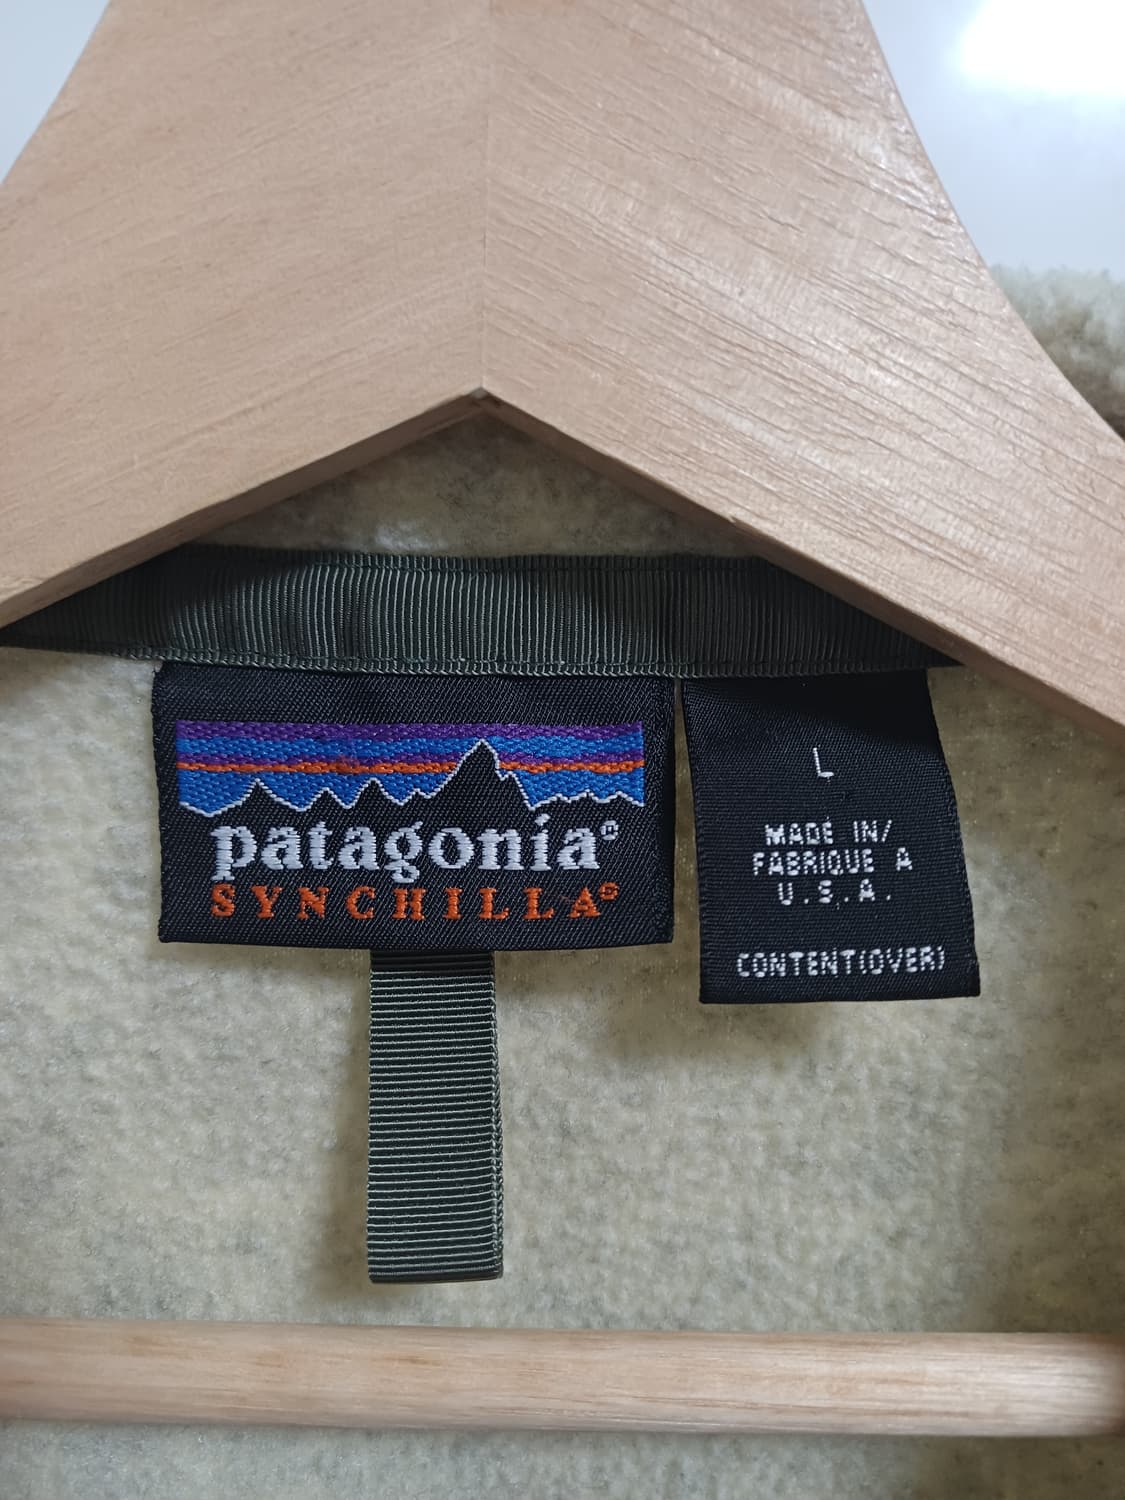 patagonia®
SYNCHILLA®
L
MADE IN/
FABRIQUE A
U.S.A.
CONTENT(OVER)